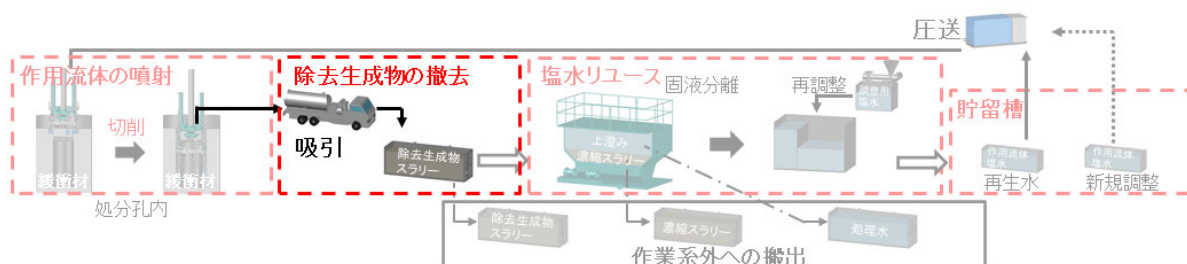 圧送
作用流体の噴射
除去生成物の撤去
塩水リユース
固液分離
再調整
調整用
塩水
貯留槽
切削
吸引
上澄み
濃縮スラリー
除去生成物
スラリー
作用流体
塩水
作用流体
塩水
緩衝材
緩衝材
再生水
新規調整
処分孔内
除去生成物
スラリー
濃縮スラリー
処理水
作業系外への搬出